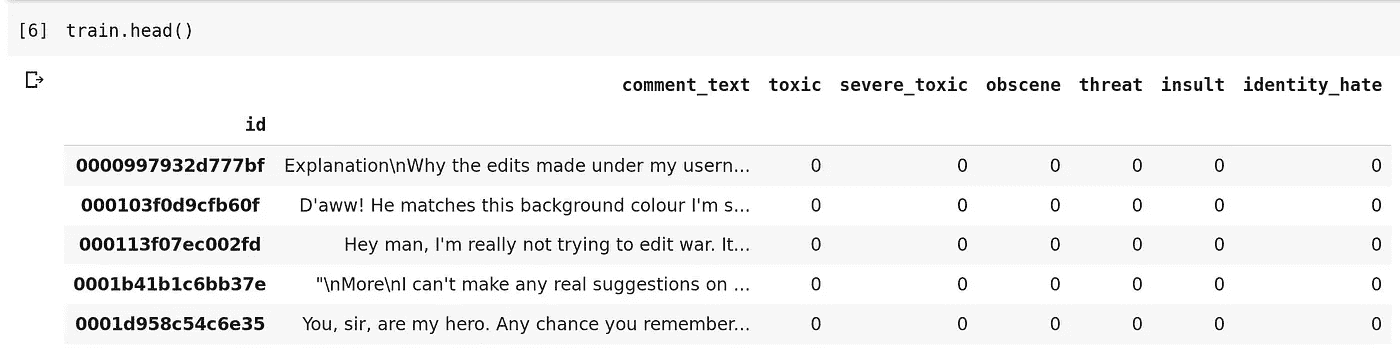 [6] train.head()
comment_text toxic severe_toxic obscene threat insult identity_hate
id
0000997932d777bf Explanation\nWhy the edits made under my usern... 0 0 0 0 0 0
000103f0d9cfb60f D'aww! He matches this background colour I'm s... 0 0 0 0 0 0
000113f07ec002fd Hey man, I'm really not trying to edit war. It... 0 0 0 0 0 0
0001b41b1c6bb37e "\nMore\nI can't make any real suggestions on ... 0 0 0 0 0 0
0001d958c54c6e35 You, sir, are my hero. Any chance you remember... 0 0 0 0 0 0